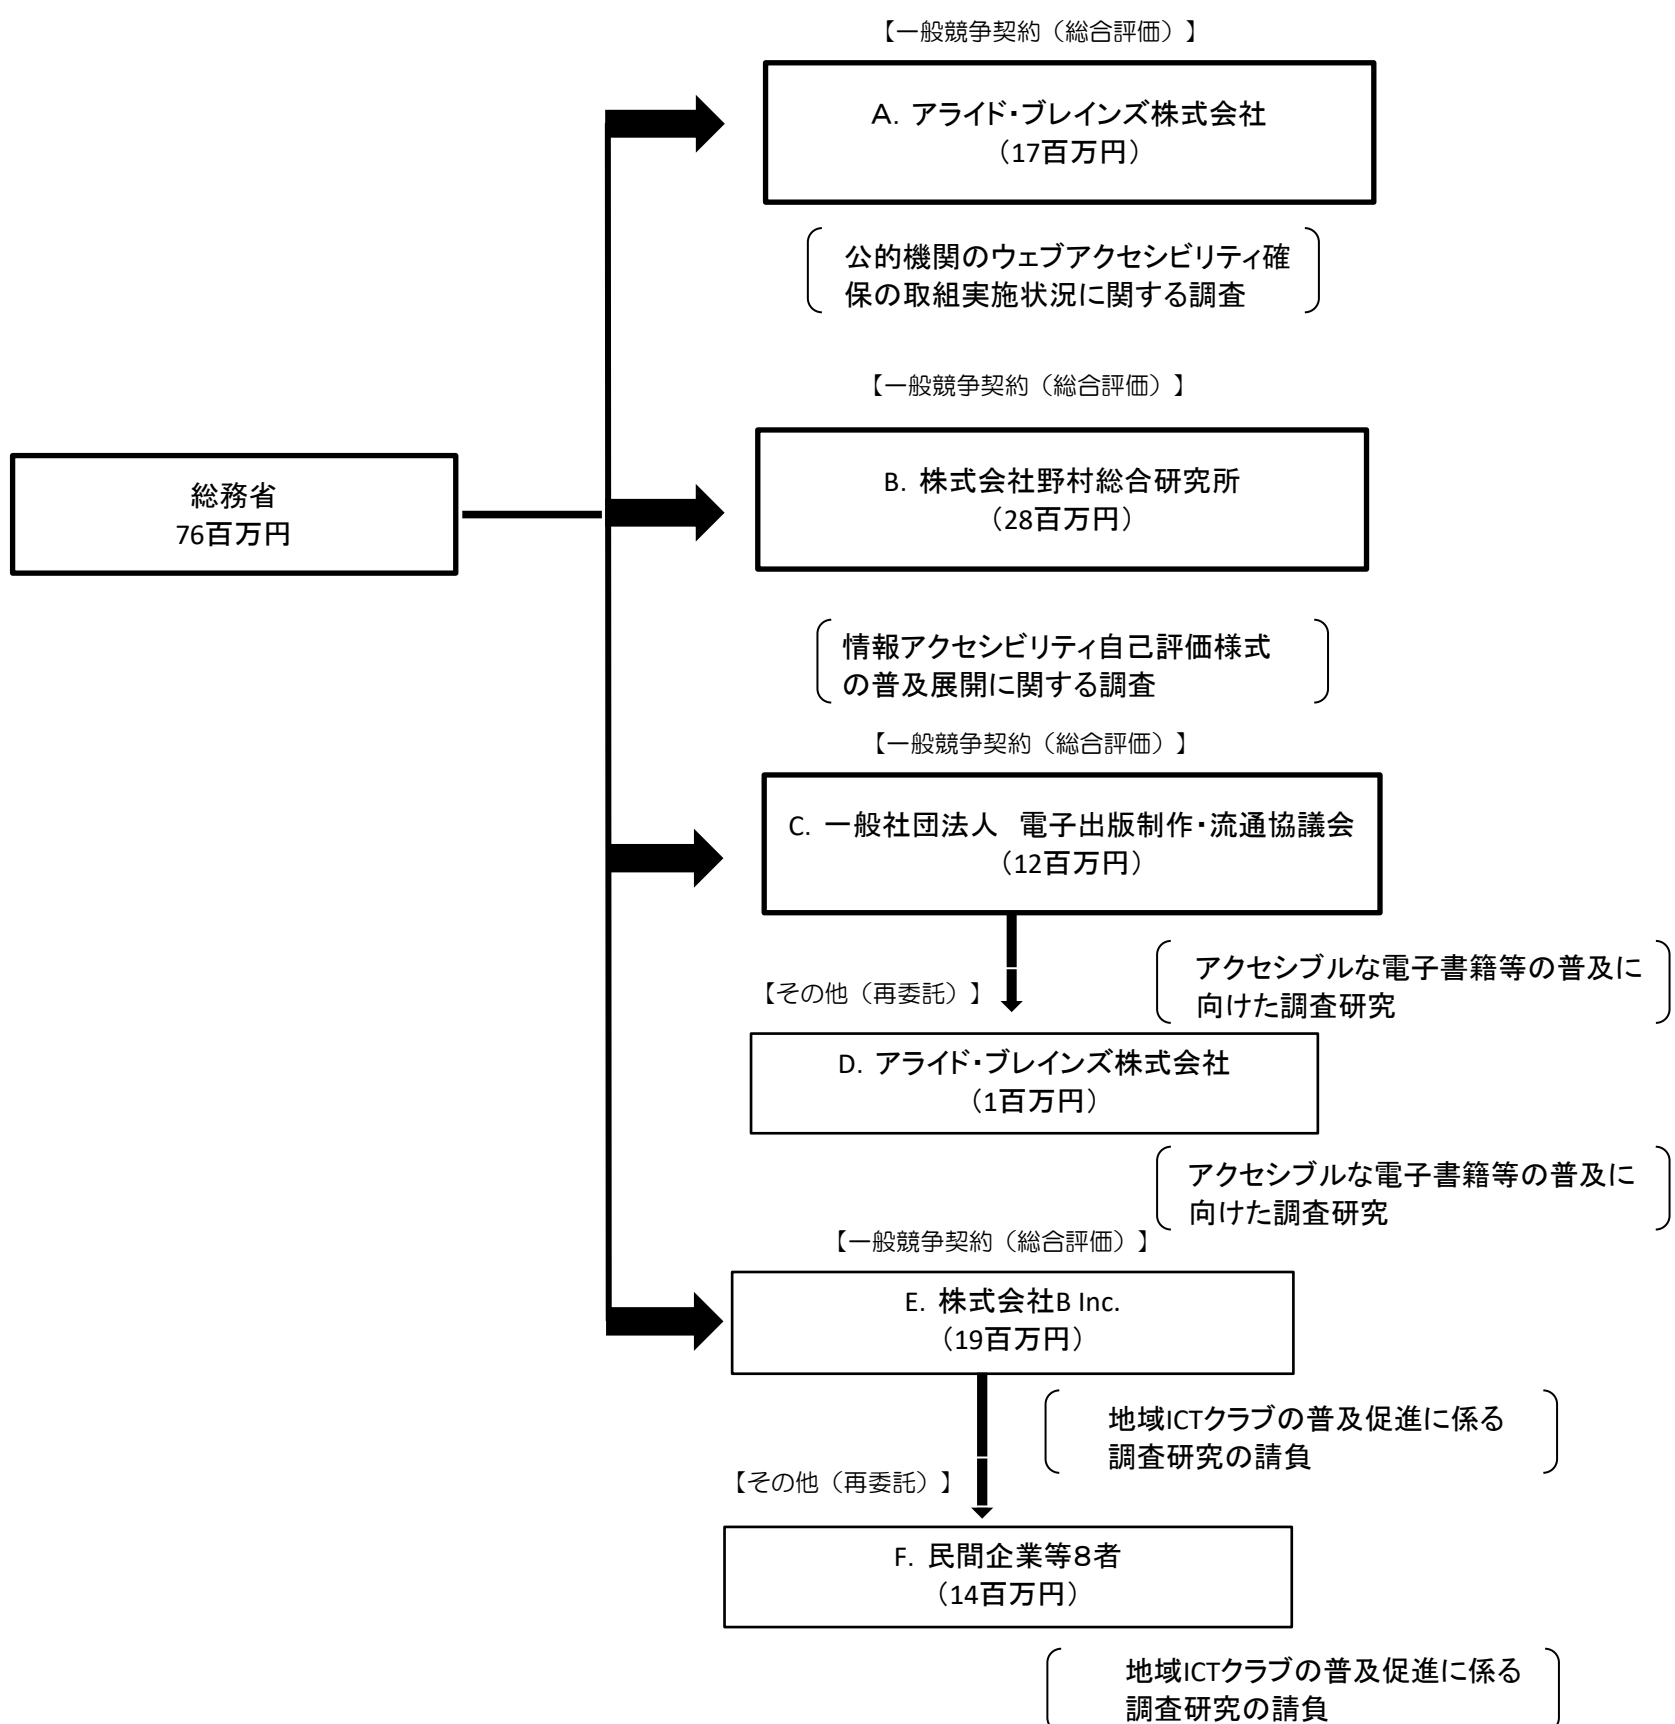 【一般競争契約（総合評価）】
A. アライド・ブレインズ株式会社
（17百万円）
公的機関のウェブアクセシビリティ確
保の取組実施状況に関する調査
【一般競争契約（総合評価）】
総務省
76百万円
B. 株式会社野村総合研究所
（28百万円）
情報アクセシビリティ自己評価様式
の普及展開に関する調査
【一般競争契約（総合評価）】
C. 一般社団法人　電子出版制作・流通協議会
（12百万円）
アクセシブルな電子書籍等の普及に
向けた調査研究
【その他（再委託）】
D. アライド・ブレインズ株式会社
（1百万円）
アクセシブルな電子書籍等の普及に
向けた調査研究
【一般競争契約（総合評価）】
E. 株式会社B Inc.
（19百万円）
地域ICTクラブの普及促進に係る
調査研究の請負
【その他（再委託）】
F. 民間企業等８者
（14百万円）
地域ICTクラブの普及促進に係る
調査研究の請負